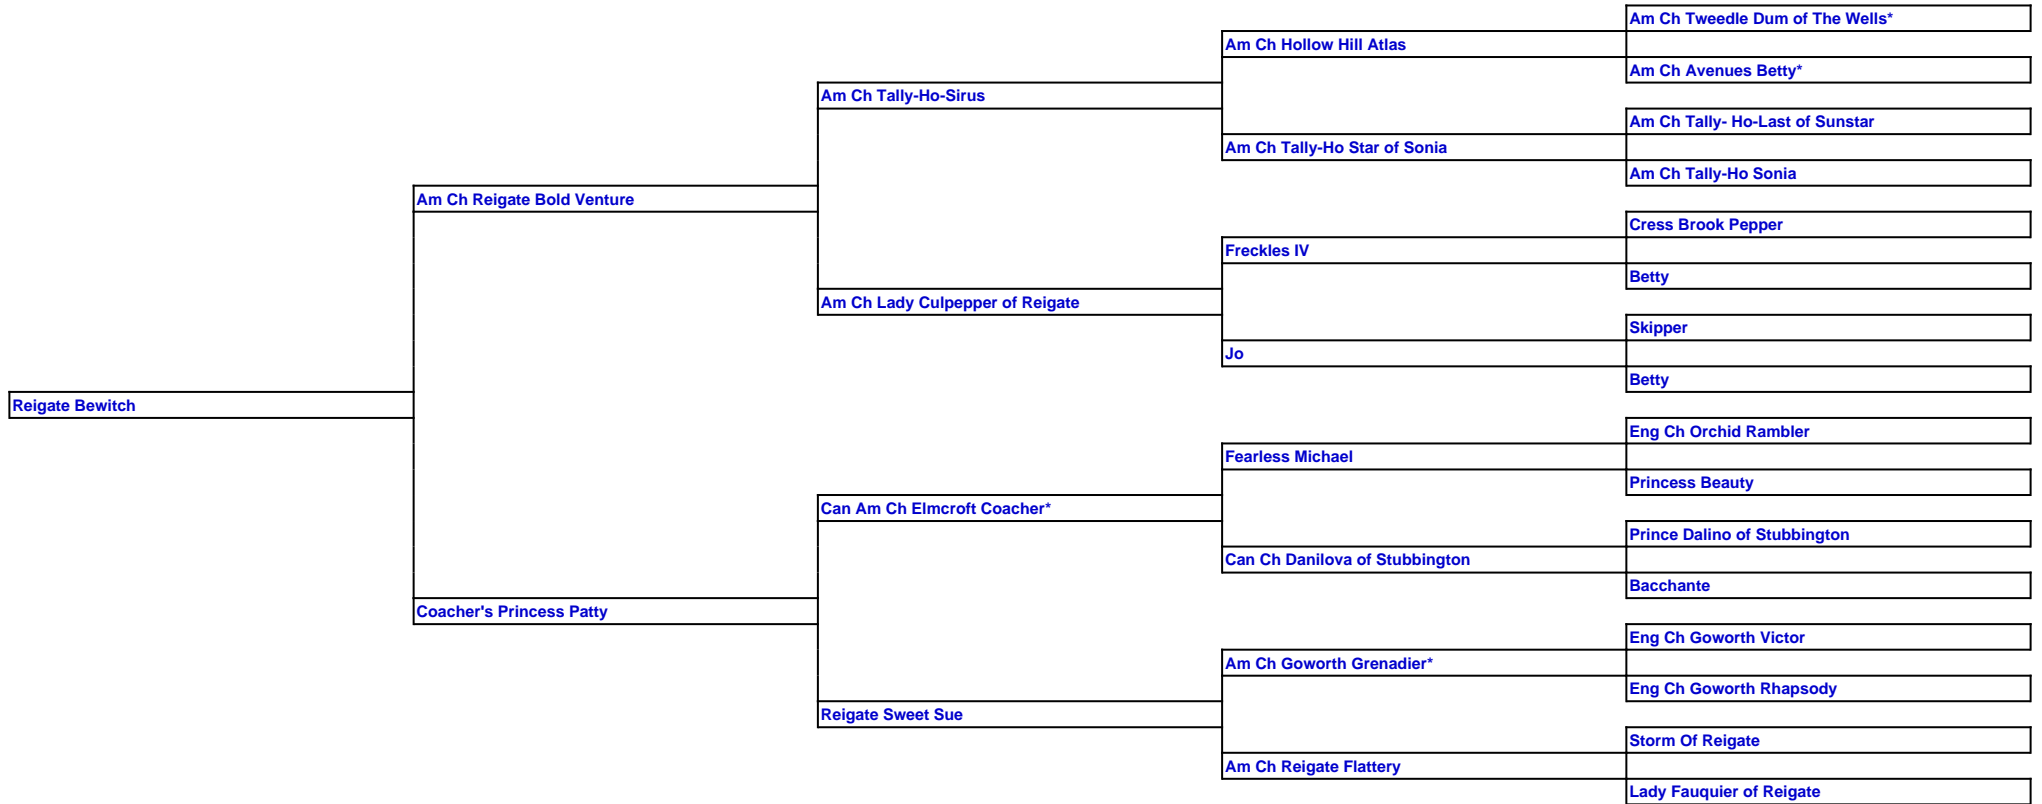 Am Ch Tweedle Dum of The Wells*
Am Ch Hollow Hill Atlas
Am Ch Avenues Betty*
Am Ch Tally-Ho-Sirus
Am Ch Tally- Ho-Last of Sunstar
Am Ch Tally-Ho Star of Sonia
Am Ch Tally-Ho Sonia
Am Ch Reigate Bold Venture
Cress Brook Pepper
Freckles IV
Betty
Am Ch Lady Culpepper of Reigate
Skipper
Jo
Betty
Reigate Bewitch
Eng Ch Orchid Rambler
Fearless Michael
Princess Beauty
Can Am Ch Elmcroft Coacher*
Prince Dalino of Stubbington
Can Ch Danilova of Stubbington
Bacchante
Coacher's Princess Patty
Eng Ch Goworth Victor
Am Ch Goworth Grenadier*
Eng Ch Goworth Rhapsody
Reigate Sweet Sue
Storm Of Reigate
Am Ch Reigate Flattery
Lady Fauquier of Reigate